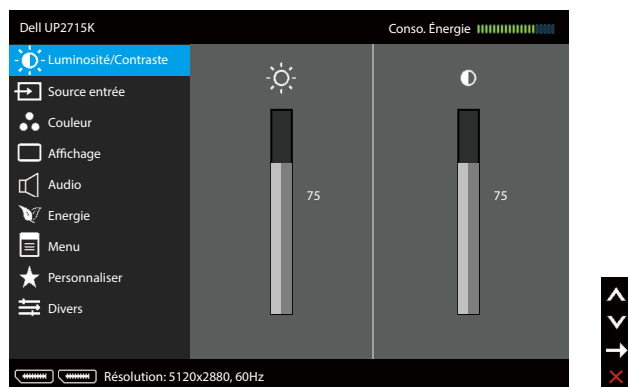 Dell UP2715K
Conso. Énergie
Luminosité/Contraste
Source entrée
Couleur
Affichage
Audio
Energie
Menu
Personnaliser
Divers
75
75
Résolution: 5120x2880, 60Hz